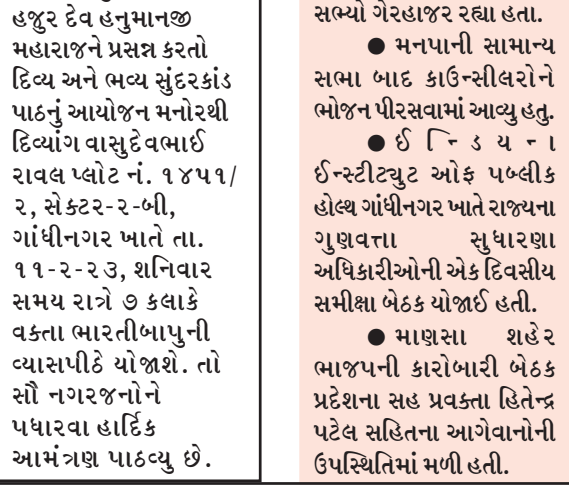 હજુર દેવ હનુમાનજી
મહારાજને પ્રસન્ન કરતો
દિવ્ય અને ભવ્ય સુંદરકાંડ
પાઠનું આયોજન મનોરથી
દિવ્યાંગ વાસુદેવભાઈ
રાવલ પ્લોટ નં. ૧૪૫૧/
૨, સેક્ટર-૨-બી,
ગાંધીનગર ખાતે તા.
૧૧-૨-૨૩, શનિવાર
સમય રાત્રે ૭ કલાકે
વક્તા ભારતીબાપુની
વ્યાસપીઠે યોજાશે. તો
સૌ નગરજનોને
પધારવા હાર્દિક
આમંત્રણ પાઠવ્યુ છે.
સભ્યો ગેરહાજર રહ્યા હતા.
● મનપાની સામાન્ય
સભા બાદ કાઉન્સીલરોને
ભોજન પીરસવામાં આવ્યુ હતુ.
● ઈન્ડિયના
ઈન્સ્ટીટ્યુટ ઓફ પબ્લીક
હોલ્થ ગાંધીનગર ખાતે રાજ્યના
ગુણવત્તા સુધારણા
અધિકારીઓની એક દિવસીય
સમીક્ષા બેઠક યોજાઈ હતી.
● માણસા શહેર
ભાજપની કારોબારી બેઠક
પ્રદેશના સહ પ્રવક્તા હિતેન્દ્ર
પટેલ સહિતના આગેવાનોની
ઉપસ્થિતિમાં મળી હતી.